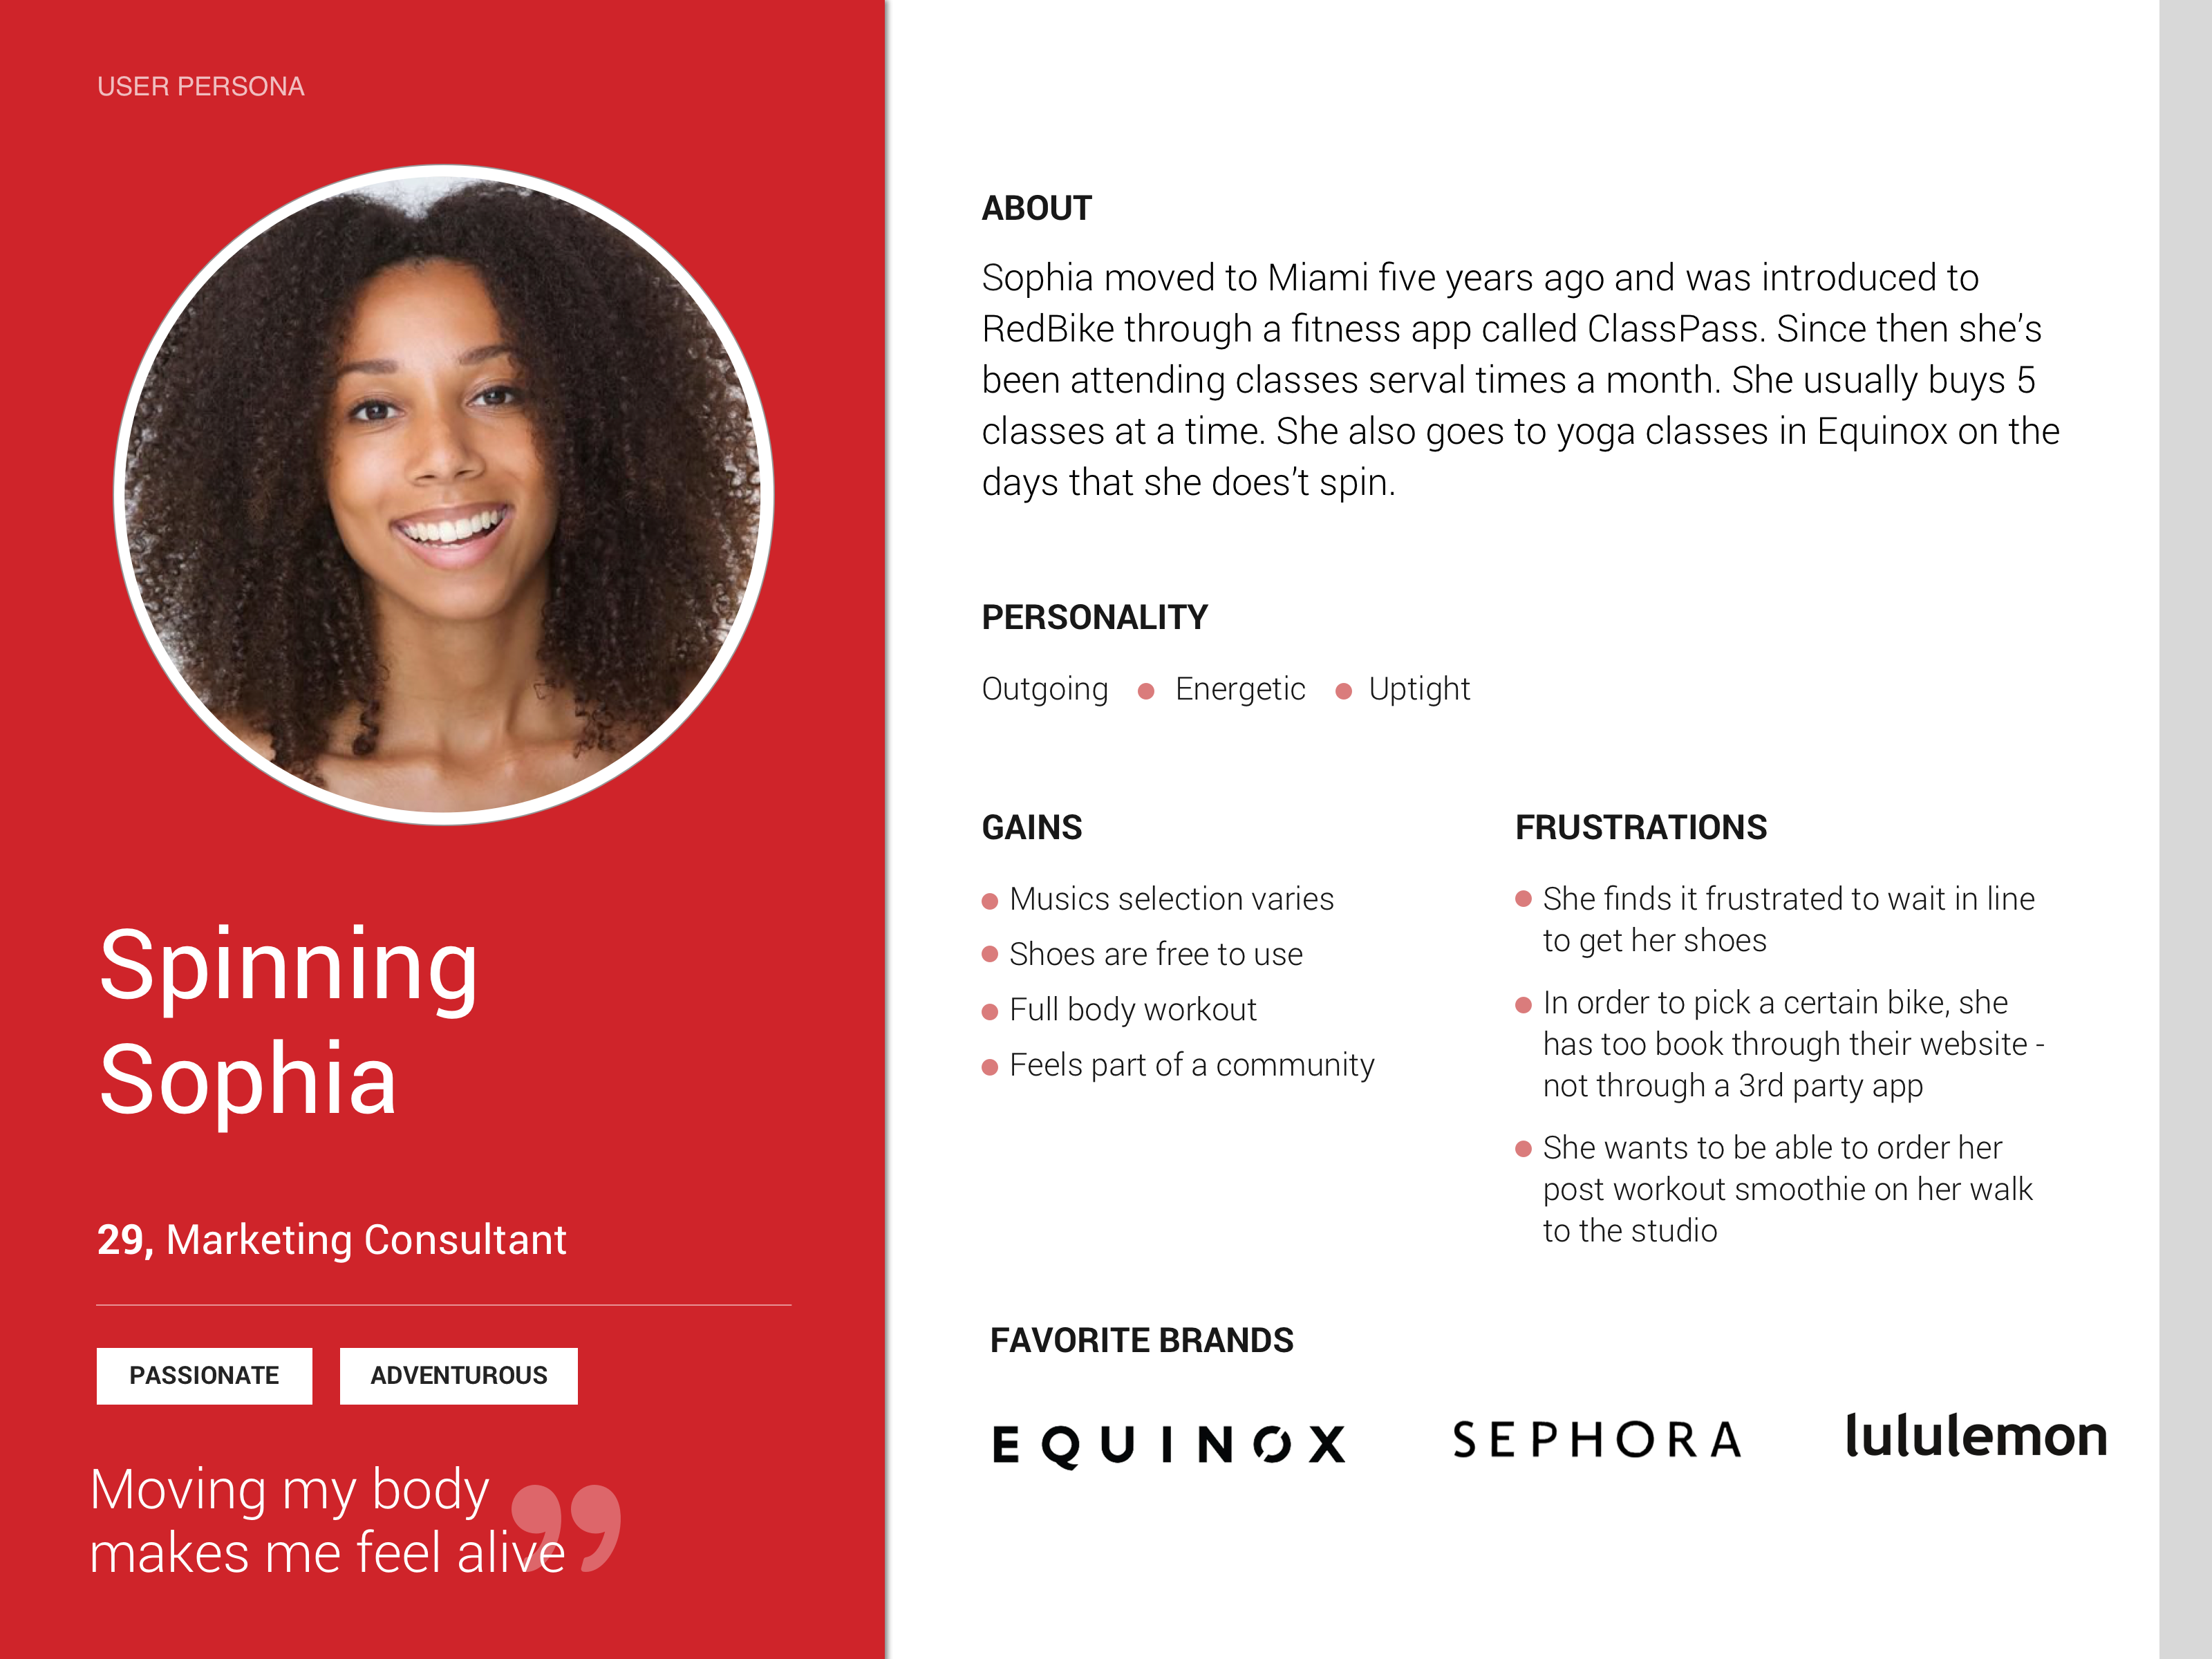 USER PERSONA
Spinning
Sophia
29, Marketing Consultant
PASSIONATE
ADVENTUROUS
Moving my body
makes me feel alive
”
ABOUT
Sophia moved to Miami five years ago and was introduced to
RedBike through a fitness app called ClassPass. Since then she’s
been attending classes serval times a month. She usually buys 5
classes at a time. She also goes to yoga classes in Equinox on the
days that she does’t spin.
PERSONALITY
Outgoing • Energetic • Uptight
GAINS
• Musics selection varies
• Shoes are free to use
• Full body workout
• Feels part of a community
FRUSTRATIONS
• She finds it frustrated to wait in line
to get her shoes
• In order to pick a certain bike, she
has too book through their website -
not through a 3rd party app
• She wants to be able to order her
post workout smoothie on her walk
to the studio
FAVORITE BRANDS
EQUINOX
SEPHORA
lululemon